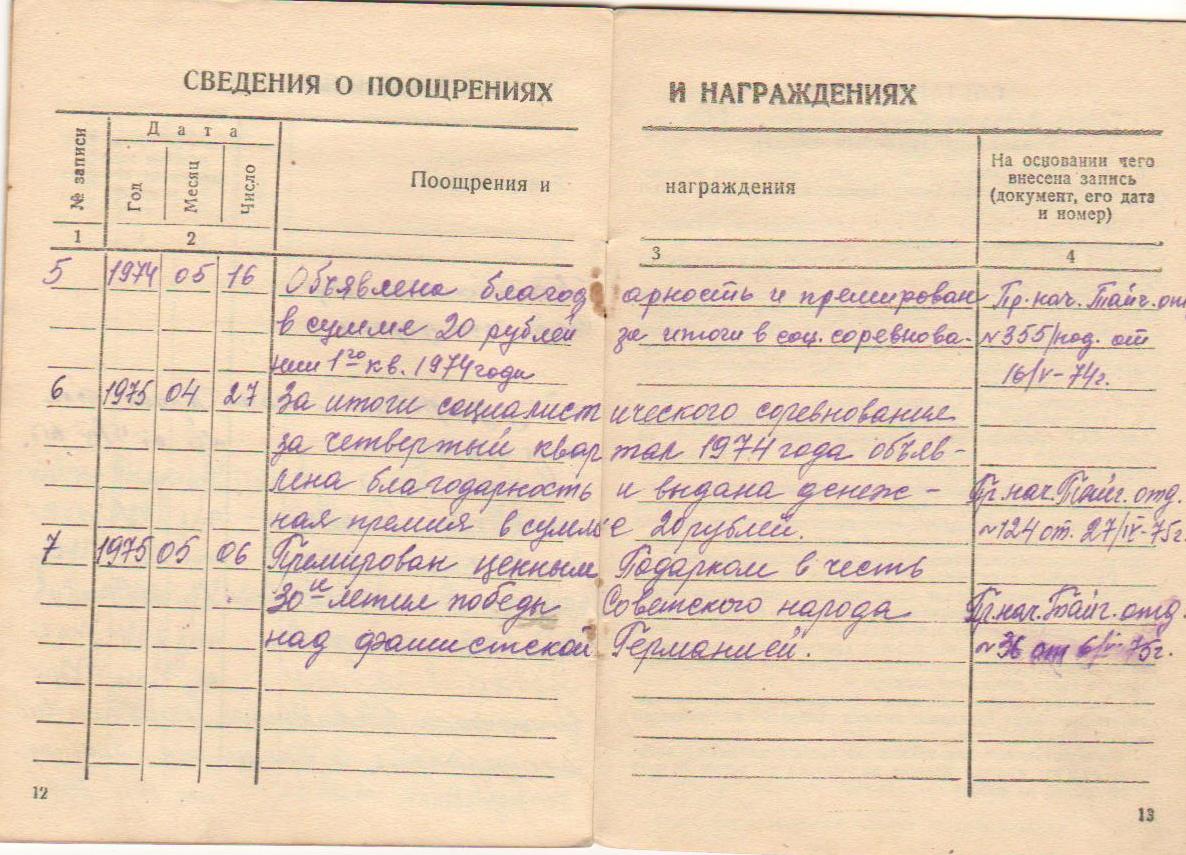 СВЕДЕНИЯ О ПООЩРЕНИЯХ И НАГРАЖДЕНИЯХ
№ записи
Дата
Год
Месяц
Число
Поощрения и награждения
На основании чего
внесена запись
(документ, его дата
и номер)
1 2 3 4
5 1974 05 16 Объявлена благодарность и премирован Пр. нач. Тайг. от
в сумме 20 рублей за итоги в соц. соревнова- №355/под. от
нии 1го кв. 1974 года 16/V-74г.
6 1975 04 27 За итоги социалистического соревнования
за четвертый квартал 1974 года объяв-
лена благодарность и выдана денеж- Пр. нач. Тайг. отд.
ная премия в сумме 20 рублей. №124 от. 27/IV-75г.
7 1975 05 06 Премирован ценным Подарком в честь
30ие летия победы Советского народа Пр. нач. Тайг. отд.
над фашистской Германией. №36 от 6/V-75г.
12
13